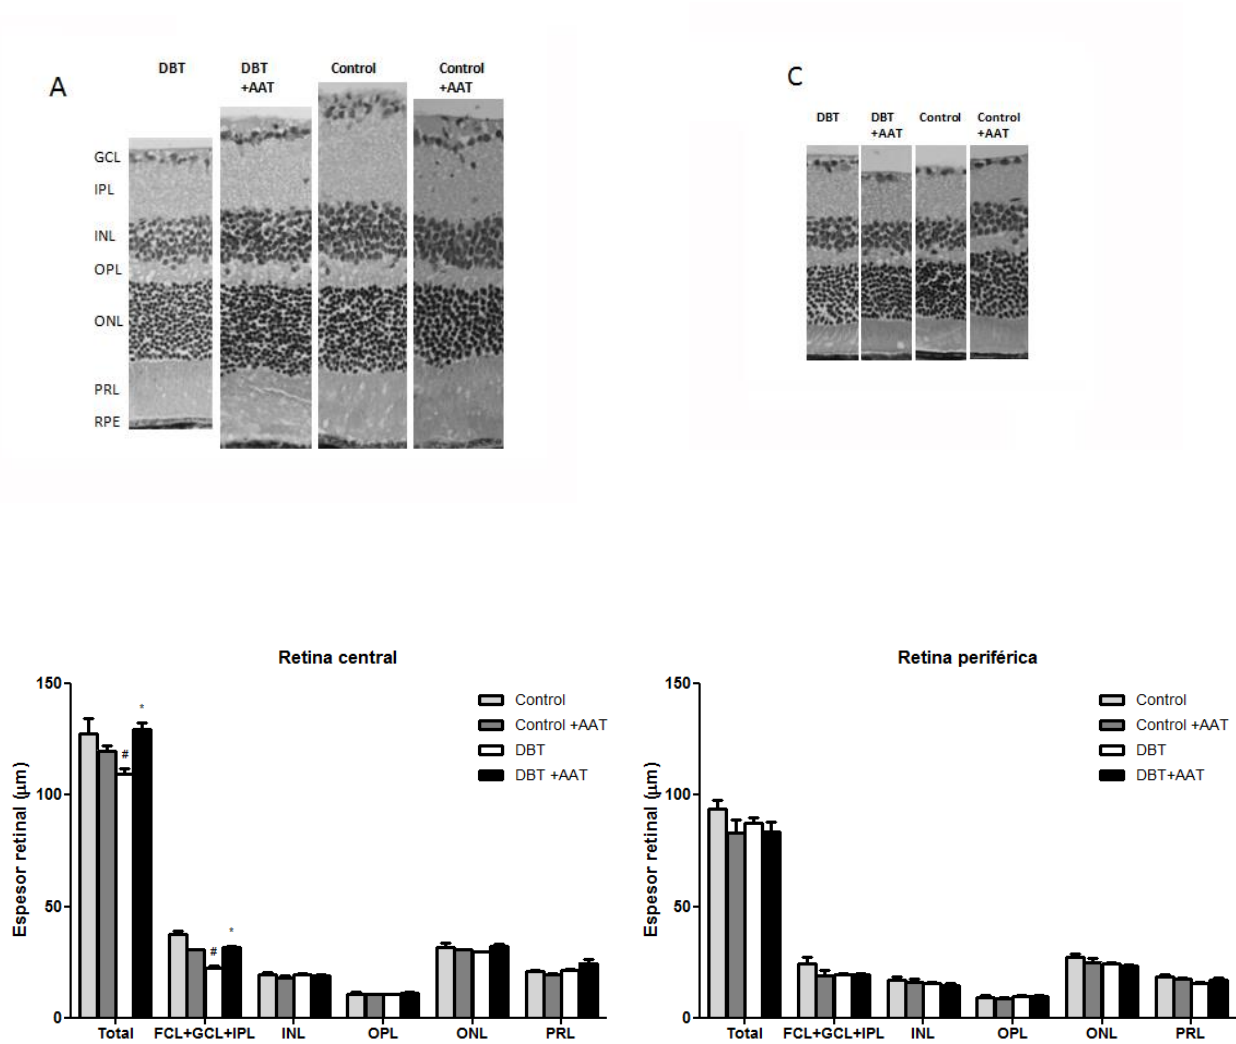 A
DBT
DBT
+AAT
Control
Control
+AAT
GCL
IPL
INL
OPL
ONL
PRL
RPE
C
DBT
DBT
+AAT
Control
Control
+AAT
Retina central
Espesor retinal (μm)
150
100
50
0
#
*
#
*
Control
Control +AAT
DBT
DBT +AAT
Total
FCL+GCL+IPL
INL
OPL
ONL
PRL
Retina periférica
Espesor retinal (μm)
150
100
50
0
Control
Control +AAT
DBT
DBT+AAT
Total
FCL+GCL+IPL
INL
OPL
ONL
PRL